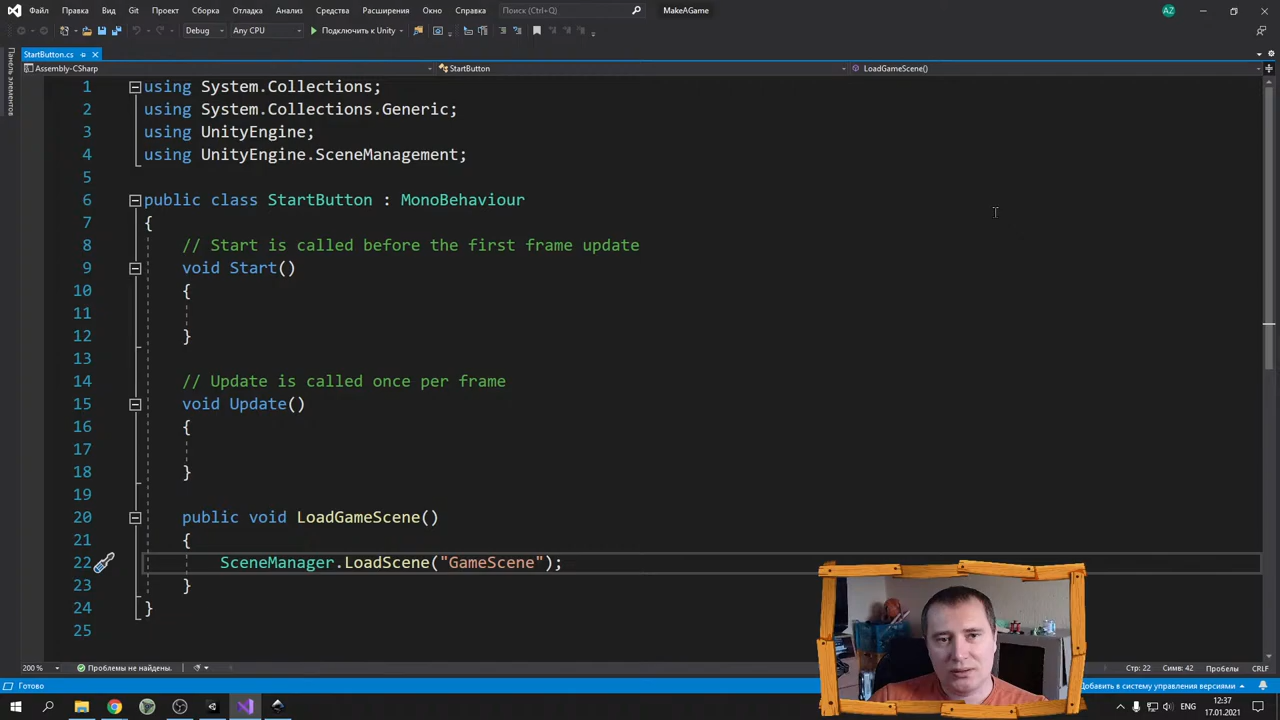 Файл Правка Вид Git Проект Сборка Отладка Анализ Средства Расширения Окно Справка Поиск (Ctrl+Q) MakeAGame AZ
Debug Any CPU Подключить к Unity
Панель элементов
StartButton.cs
Assembly-CSharp StartButton LoadGameScene()
1 using System.Collections;
2 using System.Collections.Generic;
3 using UnityEngine;
4 using UnityEngine.SceneManagement;
5
6 public class StartButton : MonoBehaviour
7 {
8 // Start is called before the first frame update
9 void Start()
10 {
11
12 }
13
14 // Update is called once per frame
15 void Update()
16 {
17
18 }
19
20 public void LoadGameScene()
21 {
22 SceneManager.LoadScene("GameScene");
23 }
24 }
25
200 % Проблемы не найдены. Стр: 22 Симв: 42 Пробелы CRLF
Готово Добавить в систему управления версиями
ENG 12:37
17.01.2021